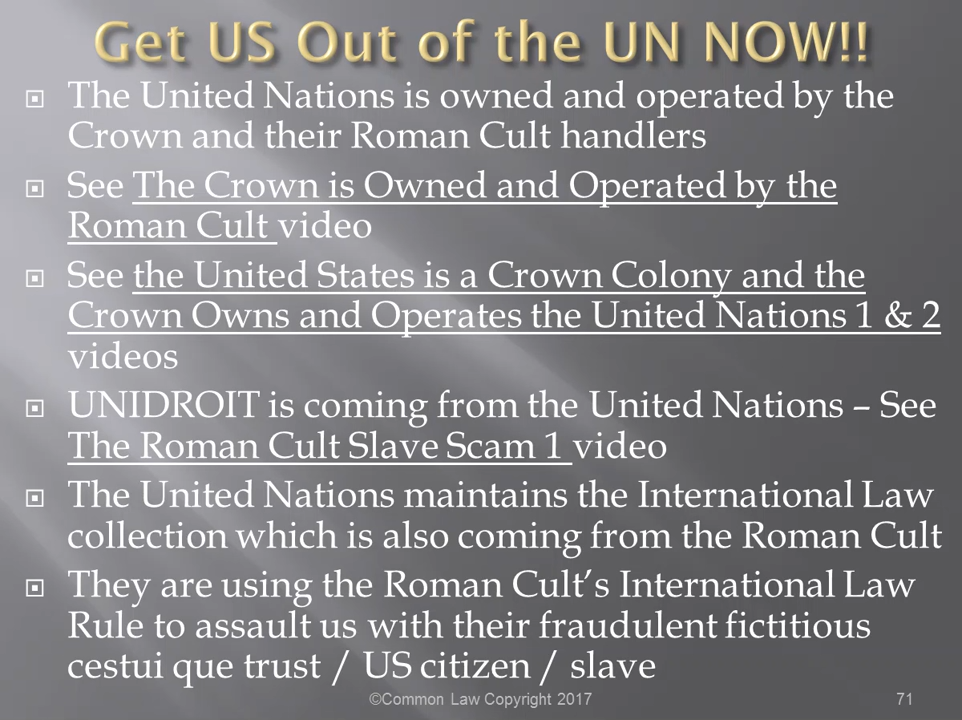 Get US Out of the UN NOW!!
The United Nations is owned and operated by the
Crown and their Roman Cult handlers
See The Crown is Owned and Operated by the
Roman Cult video
See the United States is a Crown Colony and the
Crown Owns and Operates the United Nations 1 & 2
videos
UNIDROIT is coming from the United Nations – See
The Roman Cult Slave Scam 1 video
The United Nations maintains the International Law
collection which is also coming from the Roman Cult
They are using the Roman Cult’s International Law
Rule to assault us with their fraudulent fictitious
cestui que trust / US citizen / slave
©Common Law Copyright 2017 71